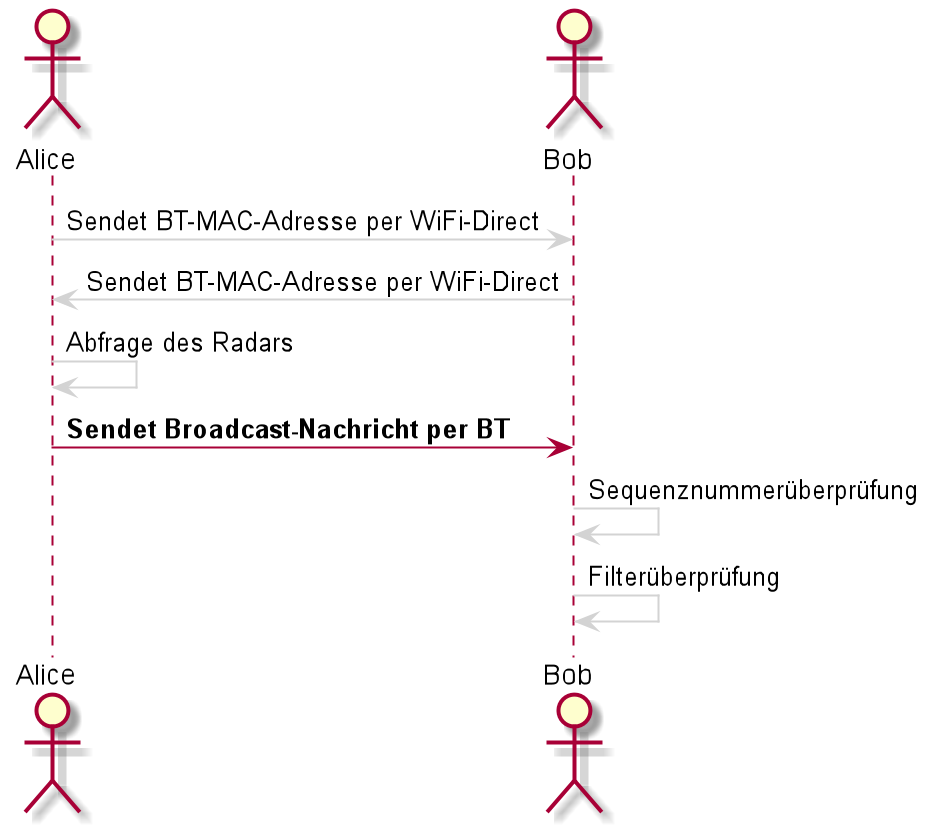 Alice
Bob
Sendet BT-MAC-Adresse per WiFi-Direct
Sendet BT-MAC-Adresse per WiFi-Direct
Abfrage des Radars
Sendet Broadcast-Nachricht per BT
Sequenznummerüberprüfung
Filterüberprüfung
Alice
Bob